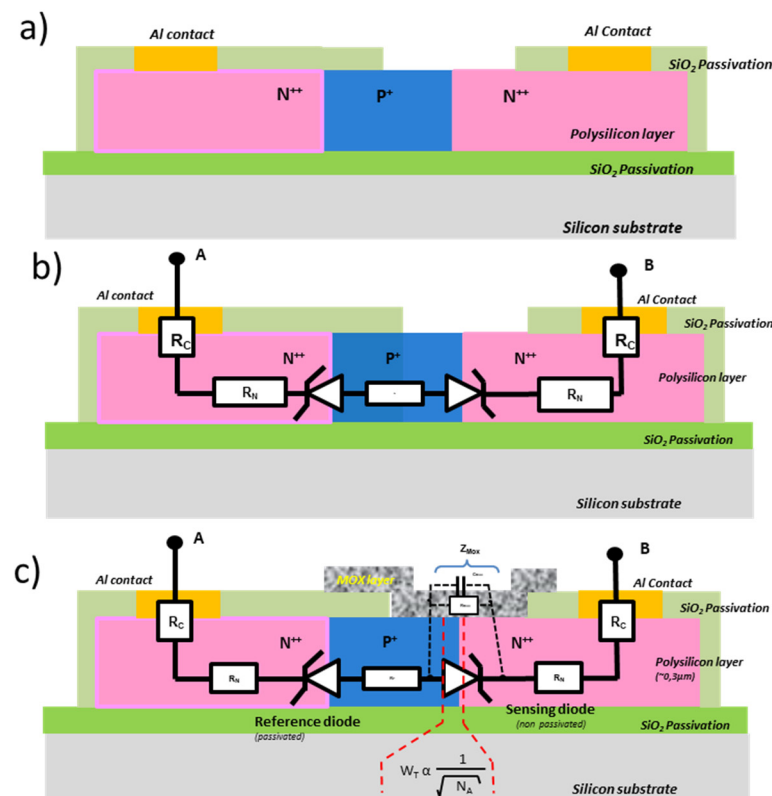 a)
Al contact
Al Contact
SiO2 Passivation
N++
P+
N++
Polysilicon layer
SiO2 Passivation
Silicon substrate
b)
A
B
Al contact
Al Contact
RC
RC
SiO2 Passivation
N++
P+
N++
Polysilicon layer
RN
RN
SiO2 Passivation
Silicon substrate
c)
A
B
ZMox
Al contact
MOX layer
Al Contact
RC
RC
SiO2 Passivation
N++
P+
N++
Polysilicon layer
(~0,3µm)
RN
RN
Reference diode
(passivated)
Sensing diode
(non passivated)
SiO2 Passivation
WT α 1
√NA
Silicon substrate